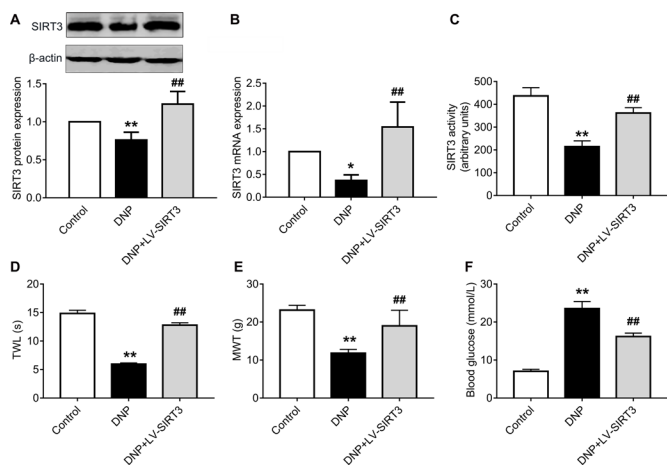 A
SIRT3
β-actin
SIRT3 protein expression
1.5
1.0
0.5
0.0
**
##
Control
DNP
DNP+LV-SIRT3
B
SIRT3 mRNA expression
2.5
2.0
1.5
1.0
0.5
0.0
*
##
Control
DNP
DNP+LV-SIRT3
C
SIRT3 activity
(arbitrary units)
500
400
300
200
100
0
**
##
Control
DNP
DNP+LV-SIRT3
D
TWL (s)
20
15
10
5
0
**
##
Control
DNP
DNP+LV-SIRT3
E
MWT (g)
30
20
10
0
**
##
Control
DNP
DNP+LV-SIRT3
F
Blood glucose (mmol/L)
30
20
10
0
**
##
Control
DNP
DNP+LV-SIRT3